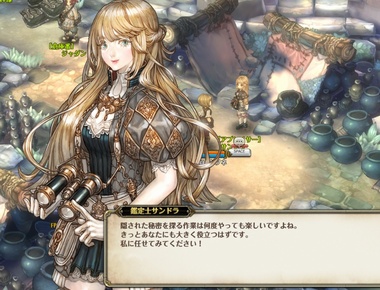 鑑定士サンドラ
隠された秘密を探る作業は何度やっても楽しいですよね。
きっとあなたにも大きく役立つはずです。
私に任せてみてください！
SPACE